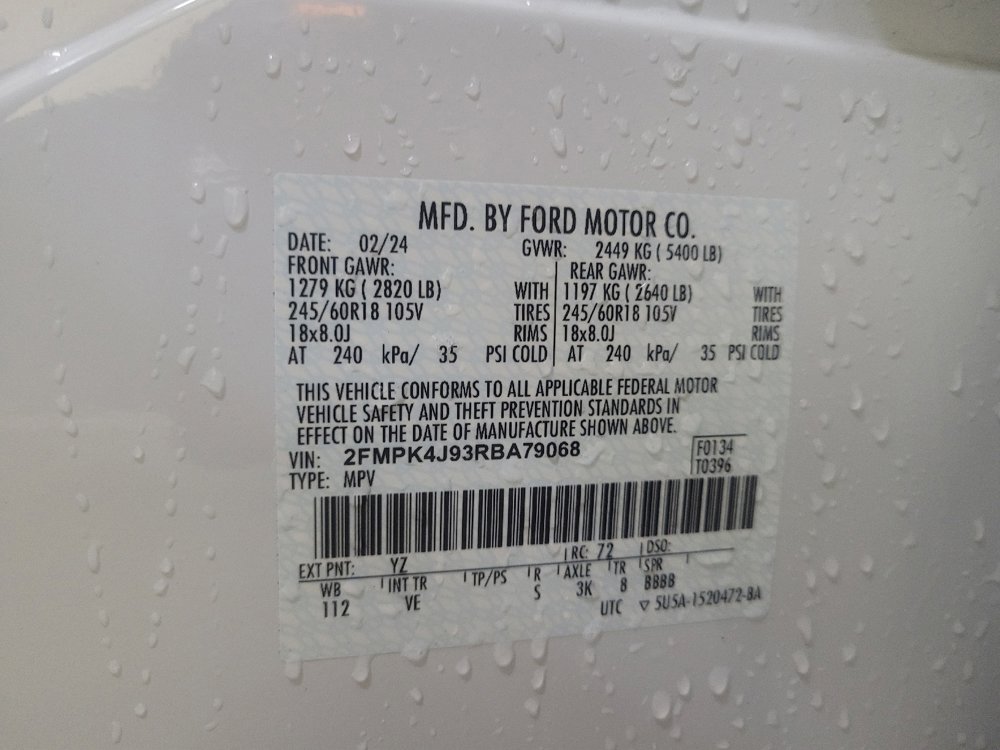 MFD. BY FORD MOTOR CO.
DATE: 02/24 GVWR: 2449 KG ( 5400 LB)
FRONT GAWR: REAR GAWR:
1279 KG ( 2820 LB) WITH 1197 KG ( 2640 LB) WITH
245/60R18 105V TIRES 245/60R18 105V TIRES
18x8.0J RIMS 18x8.0J RIMS
AT 240 kPa/ 35 PSI COLD AT 240 kPa/ 35 PSI COLD
THIS VEHICLE CONFORMS TO ALL APPLICABLE FEDERAL MOTOR
VEHICLE SAFETY AND THEFT PREVENTION STANDARDS IN
EFFECT ON THE DATE OF MANUFACTURE SHOWN ABOVE.
VIN: 2FMPK4J93RBA79068 F0134
TYPE: MPV T0396
EXT PNT: YZ RC: 72 DSO:
WB INT TR TP/PS R AXLE TR SPR
112 VE S 3K 8 BBBB
UTC ▽ 5U5A-1520472-BA